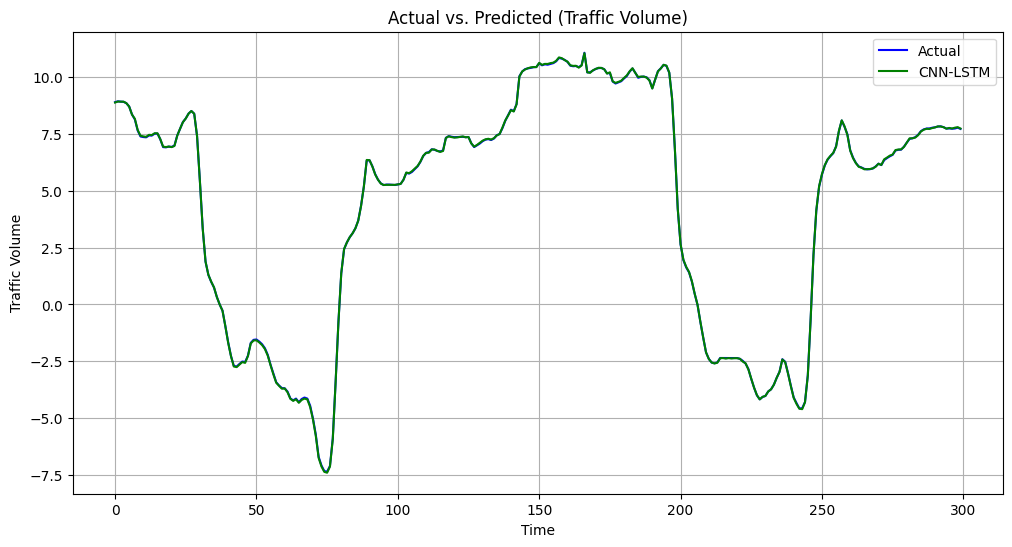 Actual vs. Predicted (Traffic Volume)
Actual
CNN-LSTM
10.0
7.5
5.0
2.5
0.0
−2.5
−5.0
−7.5
Traffic Volume
0 50 100 150 200 250 300
Time